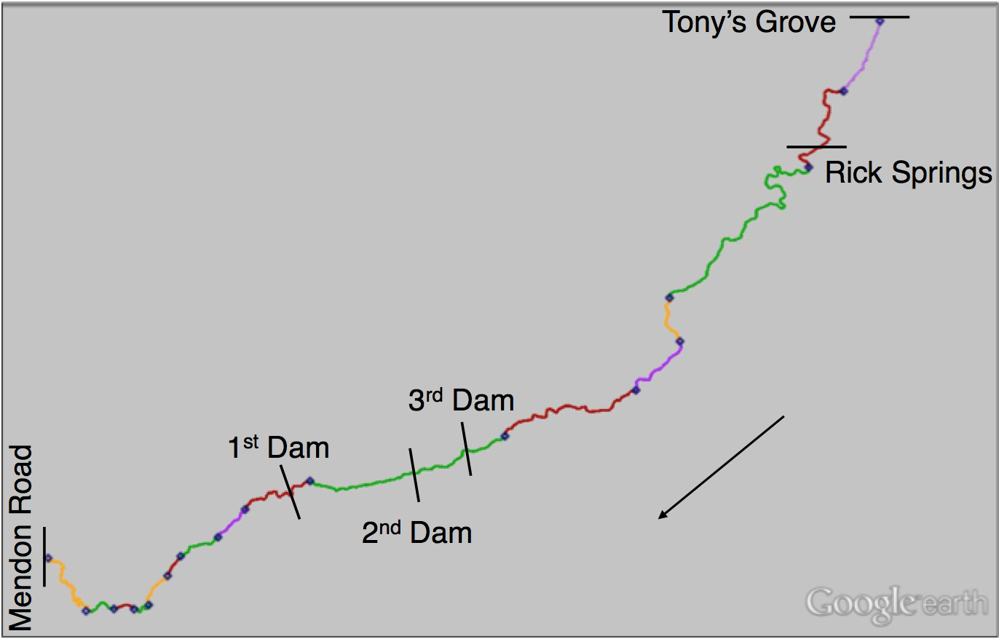 Tony’s Grove
Rick Springs
3rd Dam
1st Dam
2nd Dam
Mendon Road
Google earth